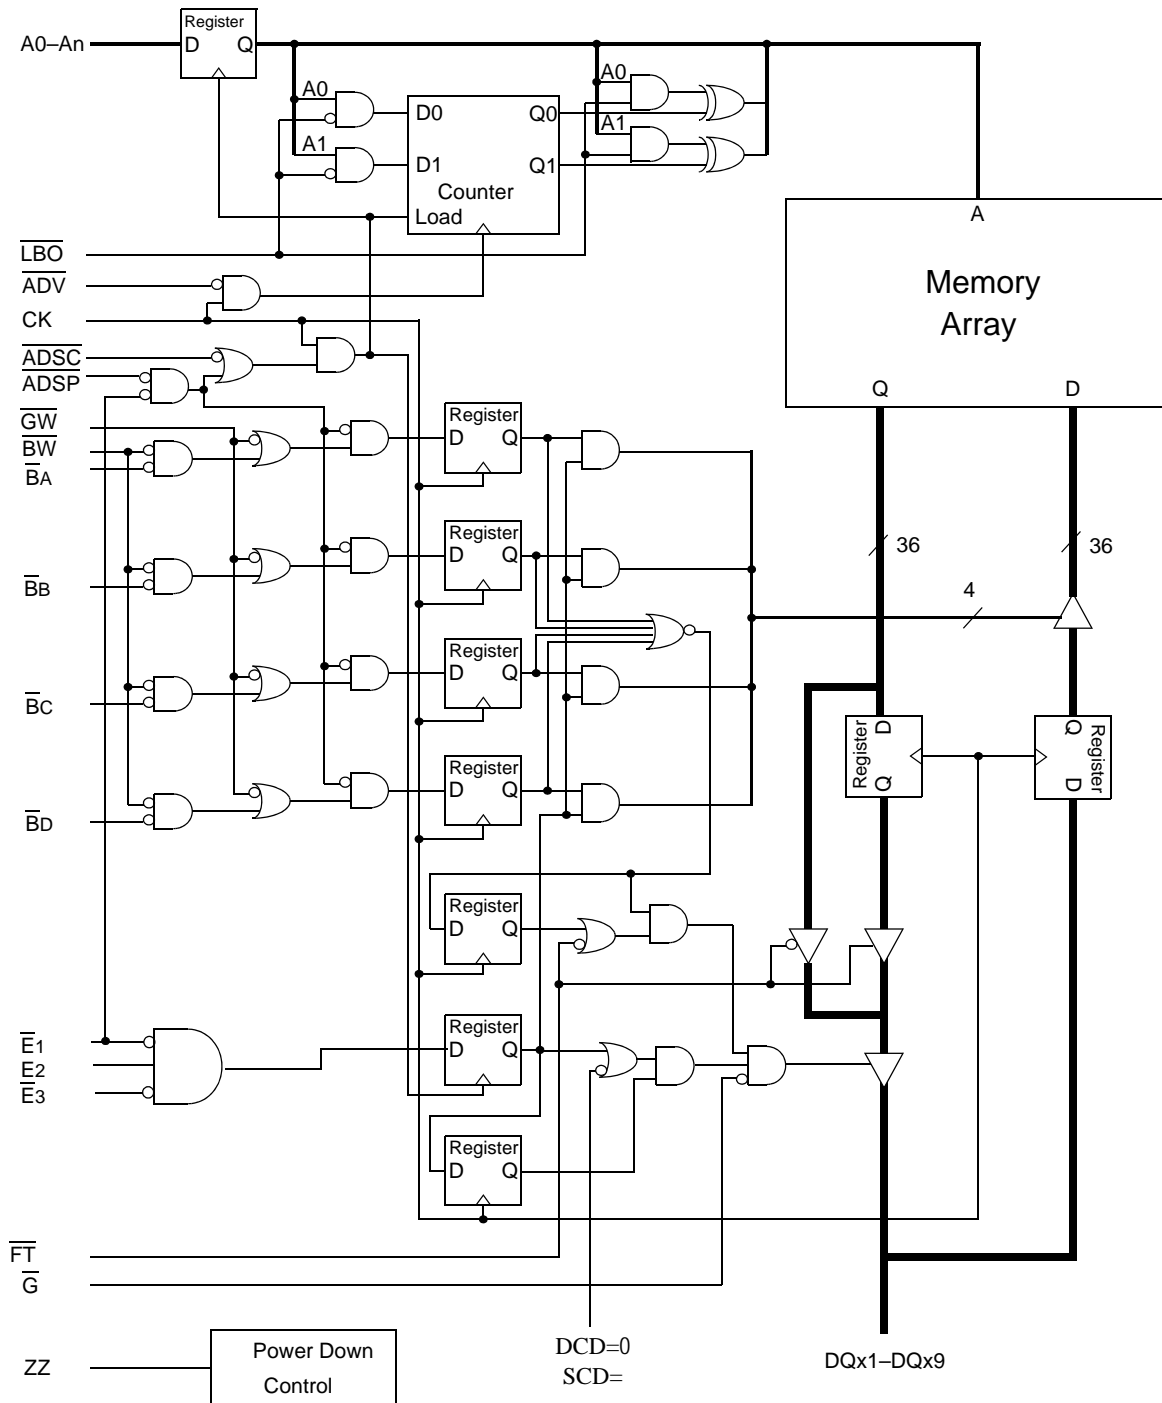 Register
A0–An
D Q
A0
A0
D0 Q0
A1
A1
D1 Q1
Counter
Load
A
LBO
ADV
CK
ADSC
ADSP
GW
BW
BA
Memory
Array
Q D
Register
D Q
36 36
Register
D Q
BB
4
Register
D Q
BC
Register
D
Q
Register
Q
D
Register
D Q
BD
Register
D Q
Register
D Q
E1
E2
E3
Register
D Q
FT
G
DCD=0
SCD=
DQx1–DQx9
ZZ
Power Down
Control